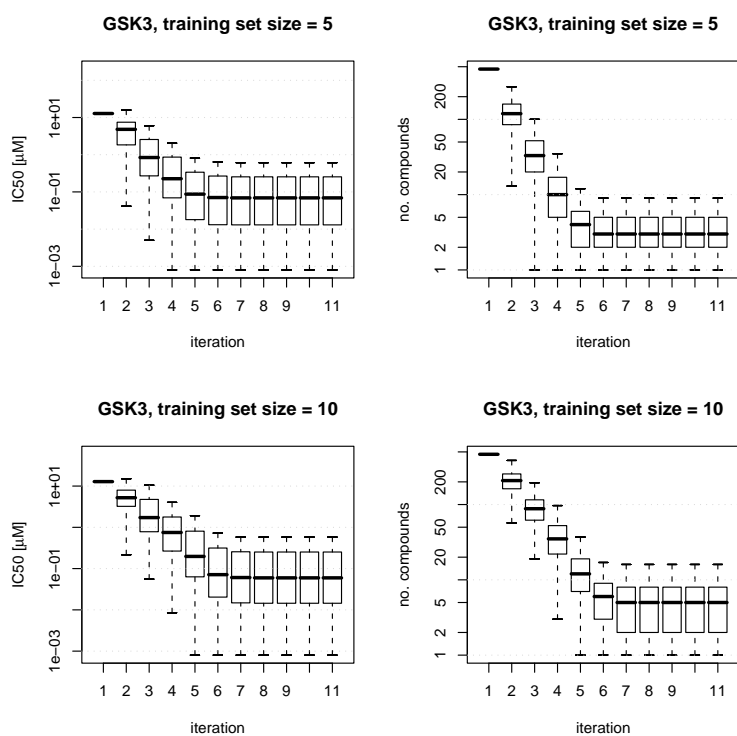 GSK3, training set size = 5
IC50 [µM]
1e+01
1e-01
1e-03
1 2 3 4 5 6 7 8 9 11
iteration
GSK3, training set size = 5
no. compounds
200
50
20
5
2
1
1 2 3 4 5 6 7 8 9 11
iteration
GSK3, training set size = 10
IC50 [µM]
1e+01
1e-01
1e-03
1 2 3 4 5 6 7 8 9 11
iteration
GSK3, training set size = 10
no. compounds
200
50
20
5
2
1
1 2 3 4 5 6 7 8 9 11
iteration